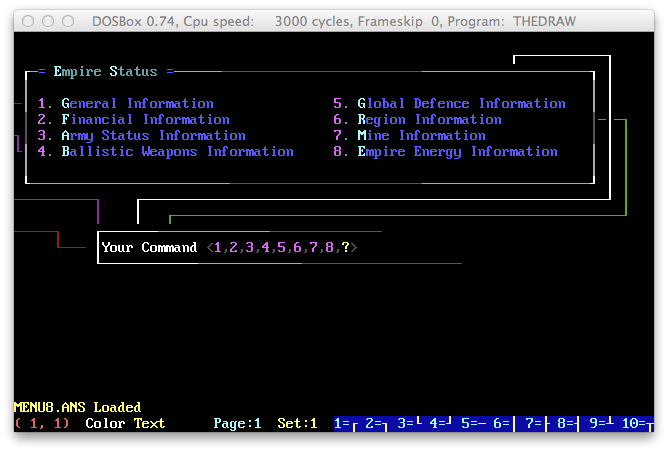 DOSBox 0.74, Cpu speed: 3000 cycles, Frameskip 0, Program: THEDRAW
= Empire Status =
1. General Information 5. Global Defence Information
2. Financial Information 6. Region Information
3. Army Status Information 7. Mine Information
4. Ballistic Weapons Information 8. Empire Energy Information
Your Command <1,2,3,4,5,6,7,8,?>
MENU8.ANS Loaded
( 1, 1) Color Text Page:1 Set:1 1=┌ 2=┐ 3=└ 4=┘ 5=─ 6=│ 7=├ 8=┤ 9=┴ 10=┬